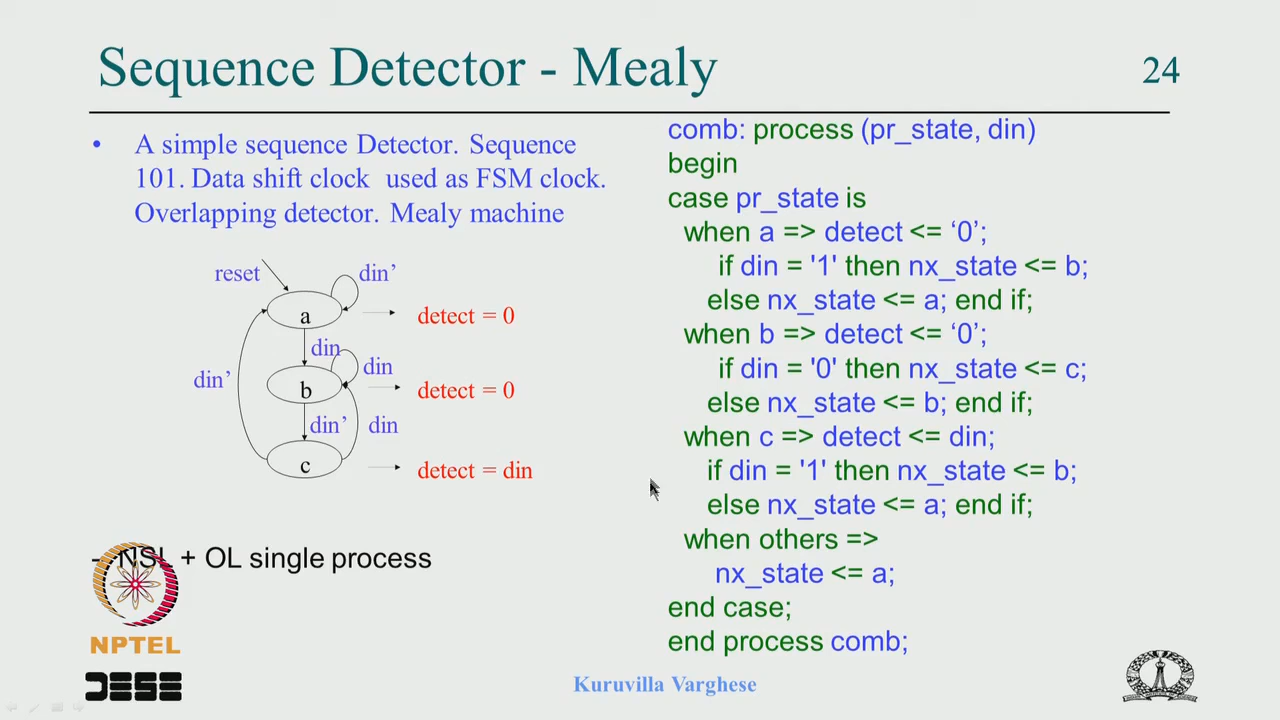 Sequence Detector - Mealy
24
• A simple sequence Detector. Sequence
101. Data shift clock used as FSM clock.
Overlapping detector. Mealy machine
reset
din’
a
detect = 0
din
din
din’
b
detect = 0
din’
din
c
detect = din
-- NSL + OL single process
comb: process (pr_state, din)
begin
case pr_state is
when a => detect <= ‘0’;
if din = '1' then nx_state <= b;
else nx_state <= a; end if;
when b => detect <= ‘0’;
if din = '0' then nx_state <= c;
else nx_state <= b; end if;
when c => detect <= din;
if din = '1' then nx_state <= b;
else nx_state <= a; end if;
when others =>
nx_state <= a;
end case;
end process comb;
NPTEL
DESE
Kuruvilla Varghese